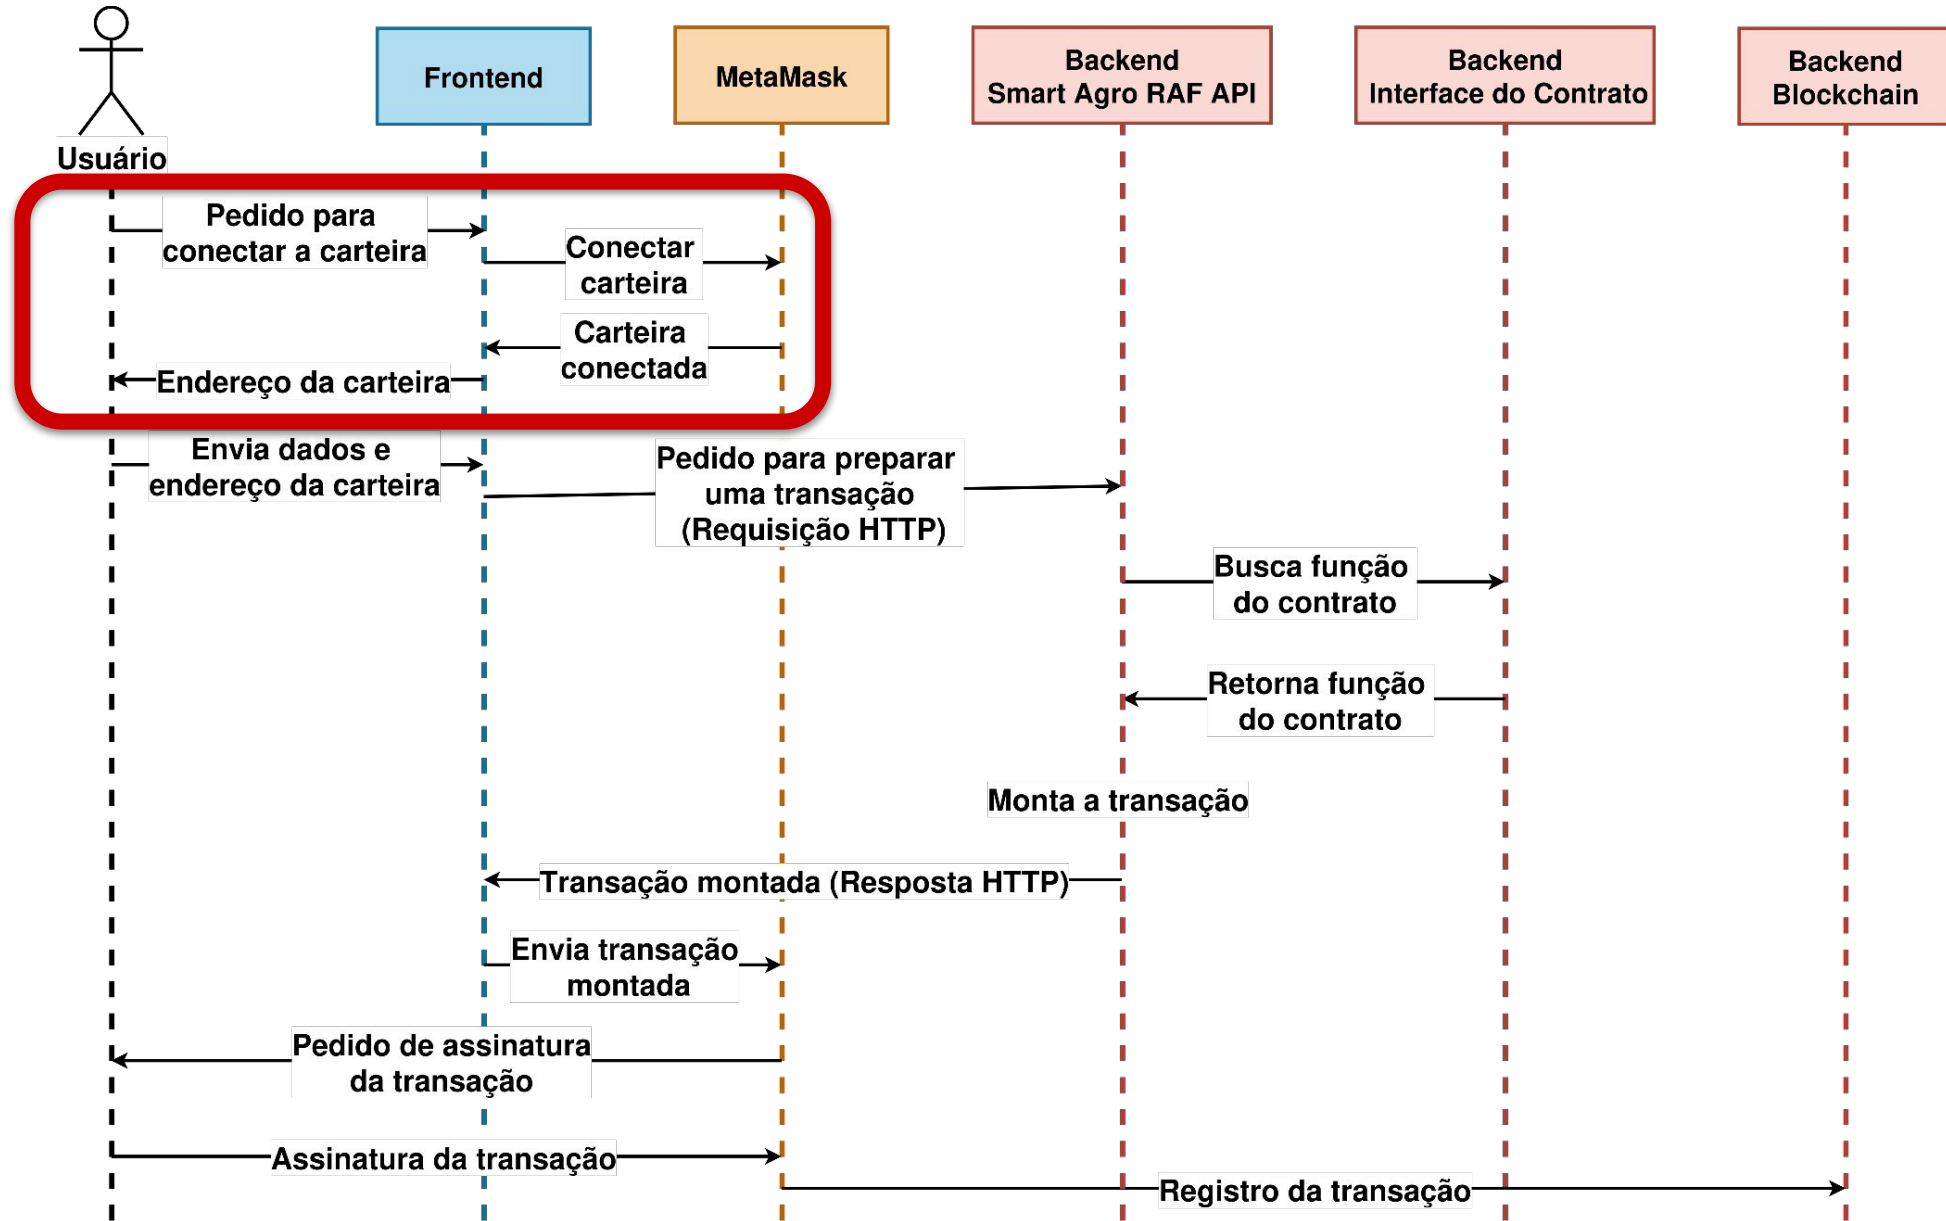 Usuário
Frontend
MetaMask
Backend
Smart Agro RAF API
Backend
Interface do Contrato
Backend
Blockchain
Pedido para
conectar a carteira
Conectar
carteira
Carteira
conectada
Endereço da carteira
Envia dados e
endereço da carteira
Pedido para preparar
uma transação
(Requisição HTTP)
Busca função
do contrato
Retorna função
do contrato
Monta a transação
Transação montada (Resposta HTTP)
Envia transação
montada
Pedido de assinatura
da transação
Assinatura da transação
Registro da transação